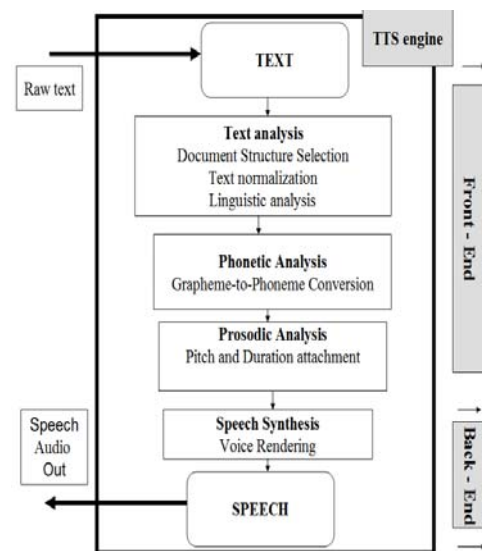 TTS engine
TEXT
Raw text
Text analysis
Document Structure Selection
Text normalization
Linguistic analysis
Phonetic Analysis
Grapheme-to-Phoneme Conversion
Prosodic Analysis
Pitch and Duration attachment
Speech Synthesis
Voice Rendering
SPEECH
Speech
Audio
Out
Front - End
Back - End